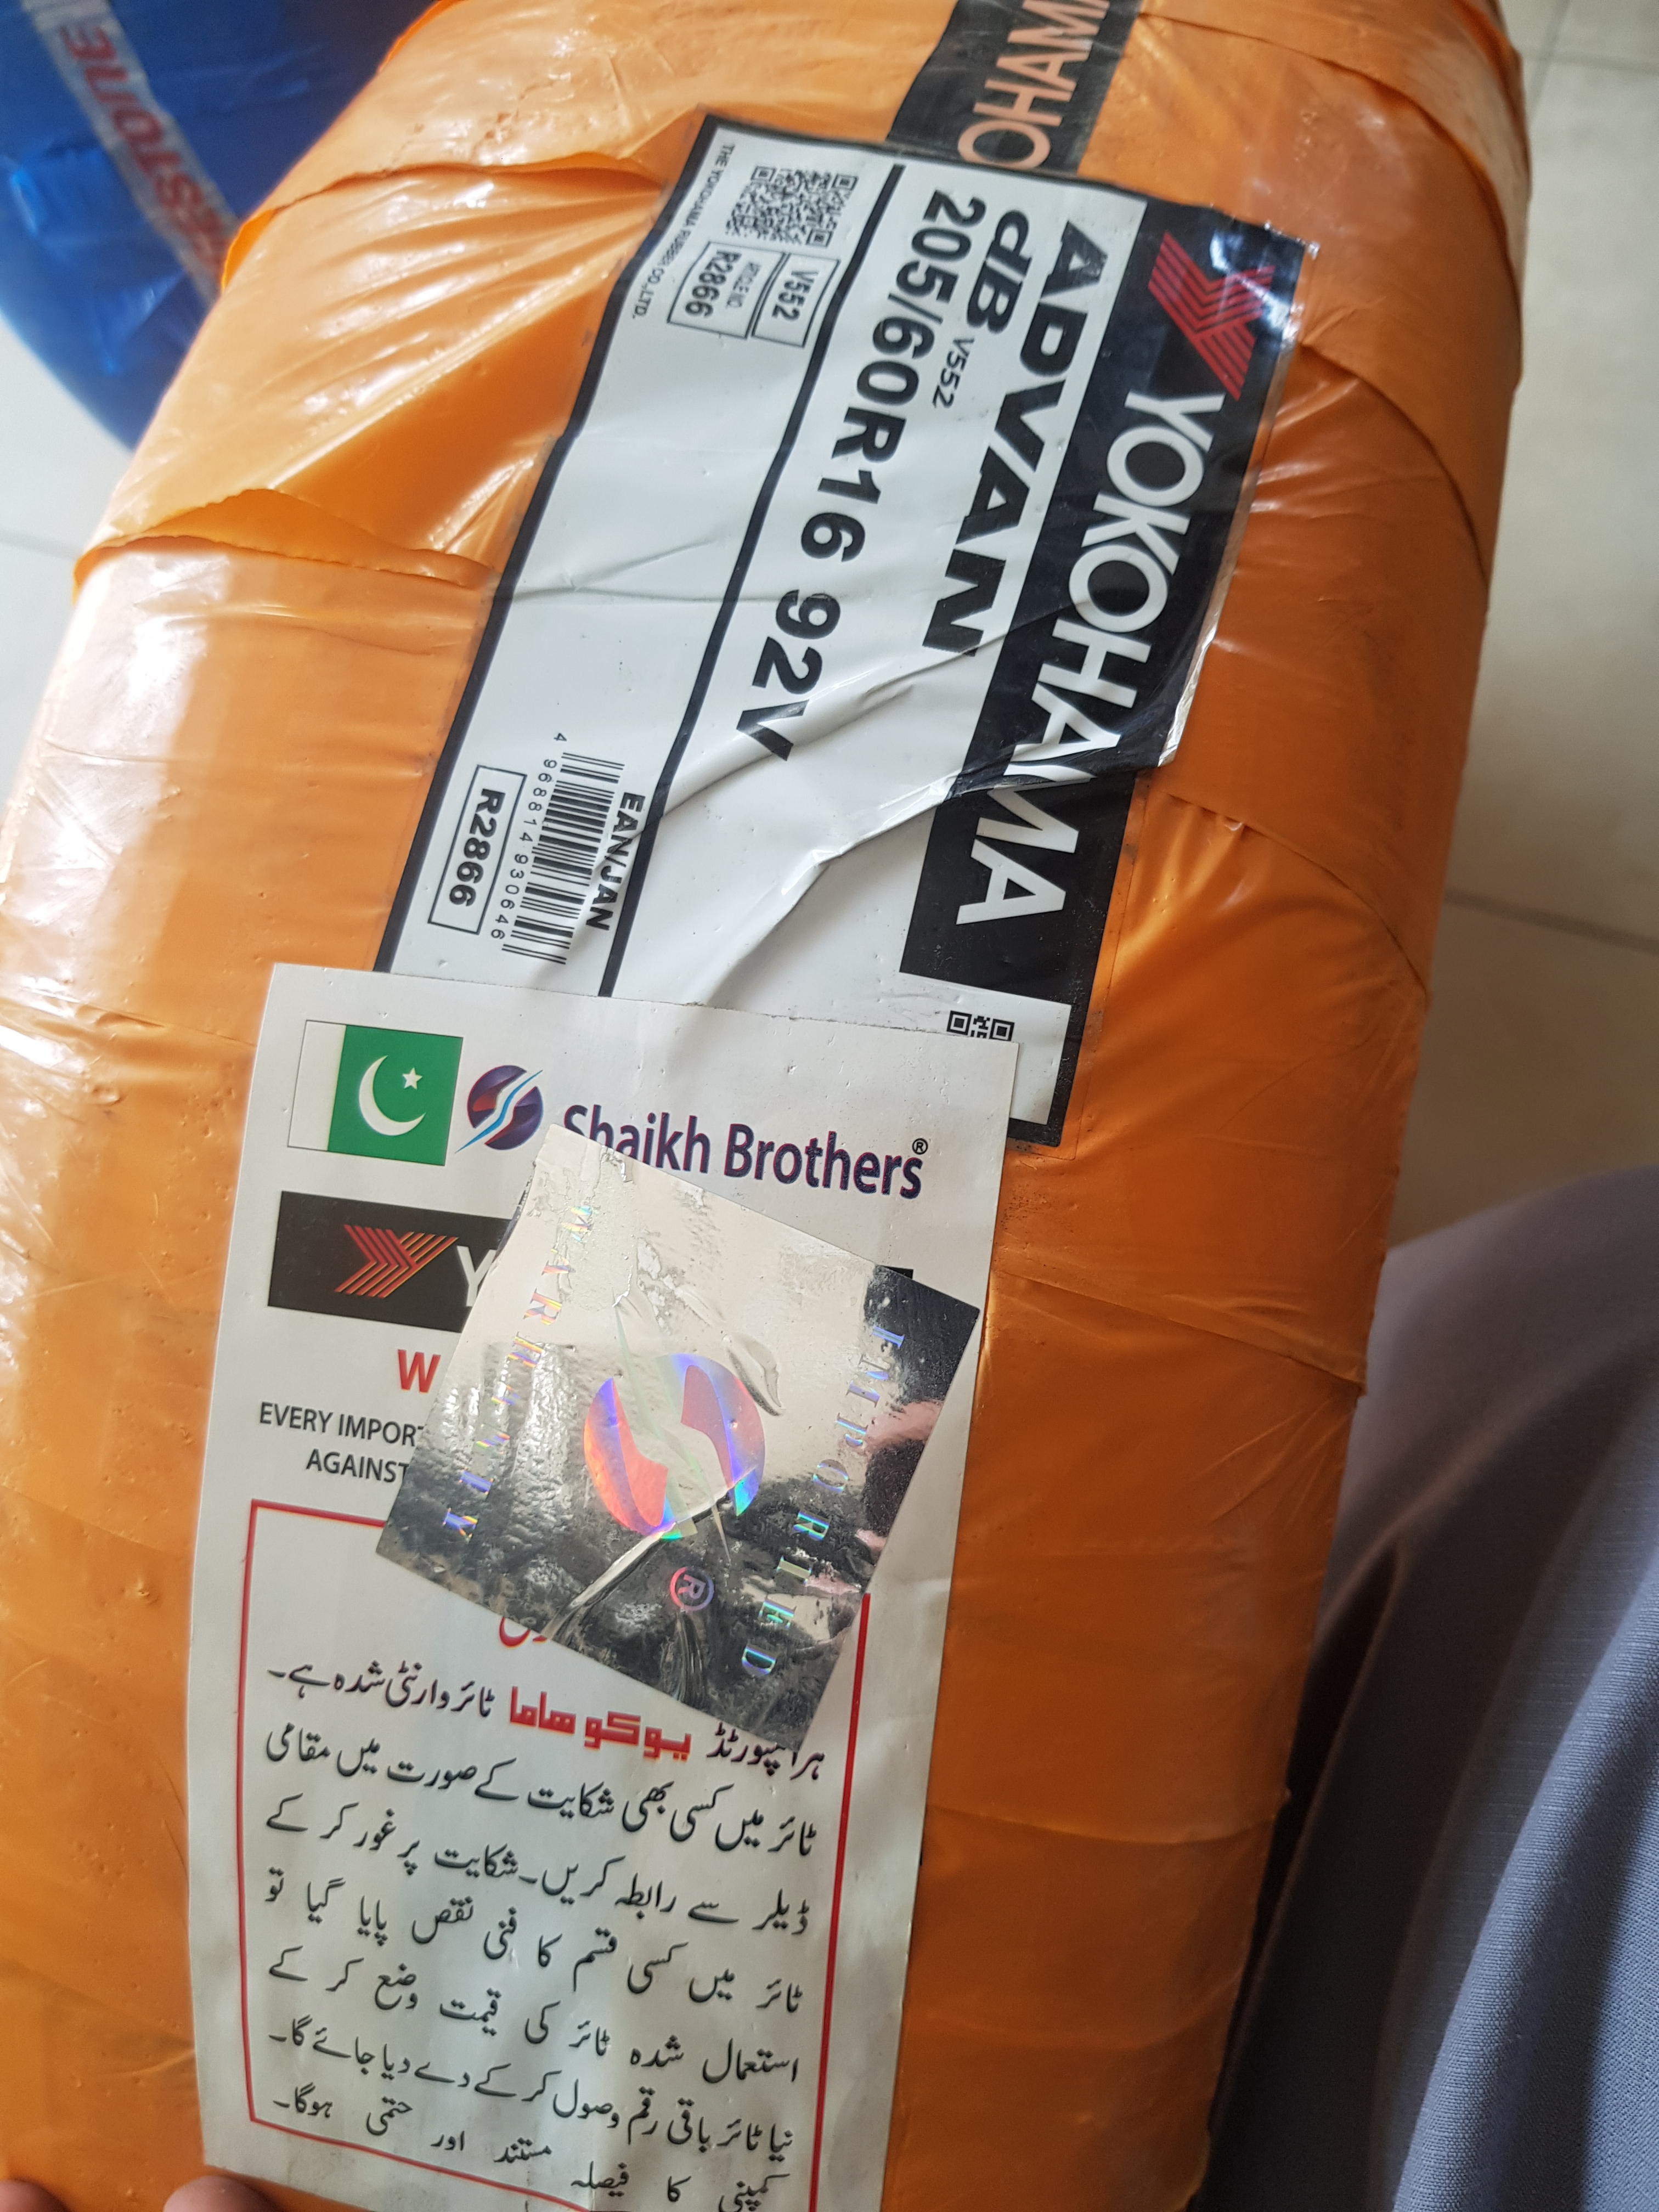 YOKOHAMA
ADVAN
dB V552
205/60R16 92V
V552
ARTICLE NO.
R2866
THE YOKOHAMA RUBBER CO.,LTD.
EAN/JAN
4 968814 930646
R2866
Shaikh Brothers®
Y
W
EVERY IMPORT
AGAINST
WARRANTY
IMPORTED
®
ہر امپورٹڈ یوکوہاما ٹائر وارنٹی شدہ ہے۔
ٹائر میں کسی بھی شکایت کے صورت میں مقامی
ڈیلر سے رابطہ کریں۔ شکایت پر غور کر کے
ٹائر میں کسی قسم کا فنی نقص پایا گیا تو
استعمال شدہ ٹائر کی قیمت وضع کر کے
نیا ٹائر باقی رقم وصول کر کے دے دیا جائے گا۔
کمپنی کا فیصلہ مستند اور حتمی ہوگا۔